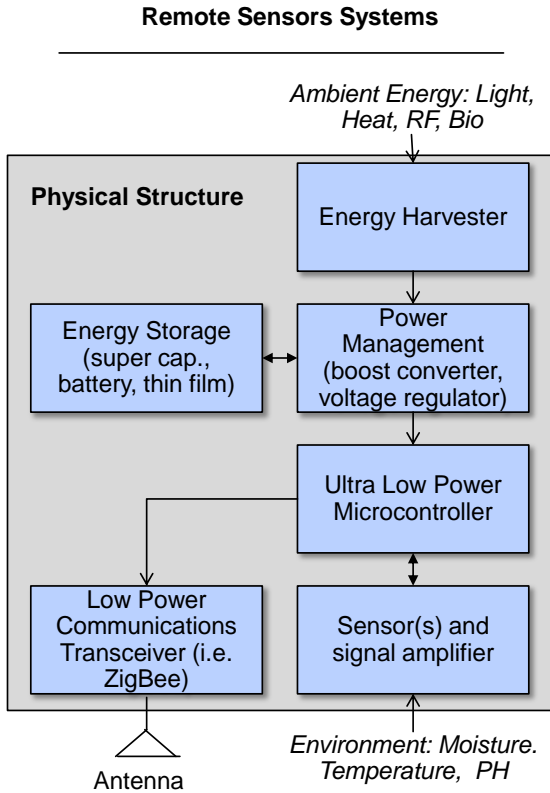 Remote Sensors Systems
Ambient Energy: Light,
Heat, RF, Bio
Physical Structure
Energy Harvester
Energy Storage
(super cap.,
battery, thin film)
Power
Management
(boost converter,
voltage regulator)
Ultra Low Power
Microcontroller
Low Power
Communications
Transceiver (i.e.
ZigBee)
Sensor(s) and
signal amplifier
Antenna
Environment: Moisture.
Temperature, PH